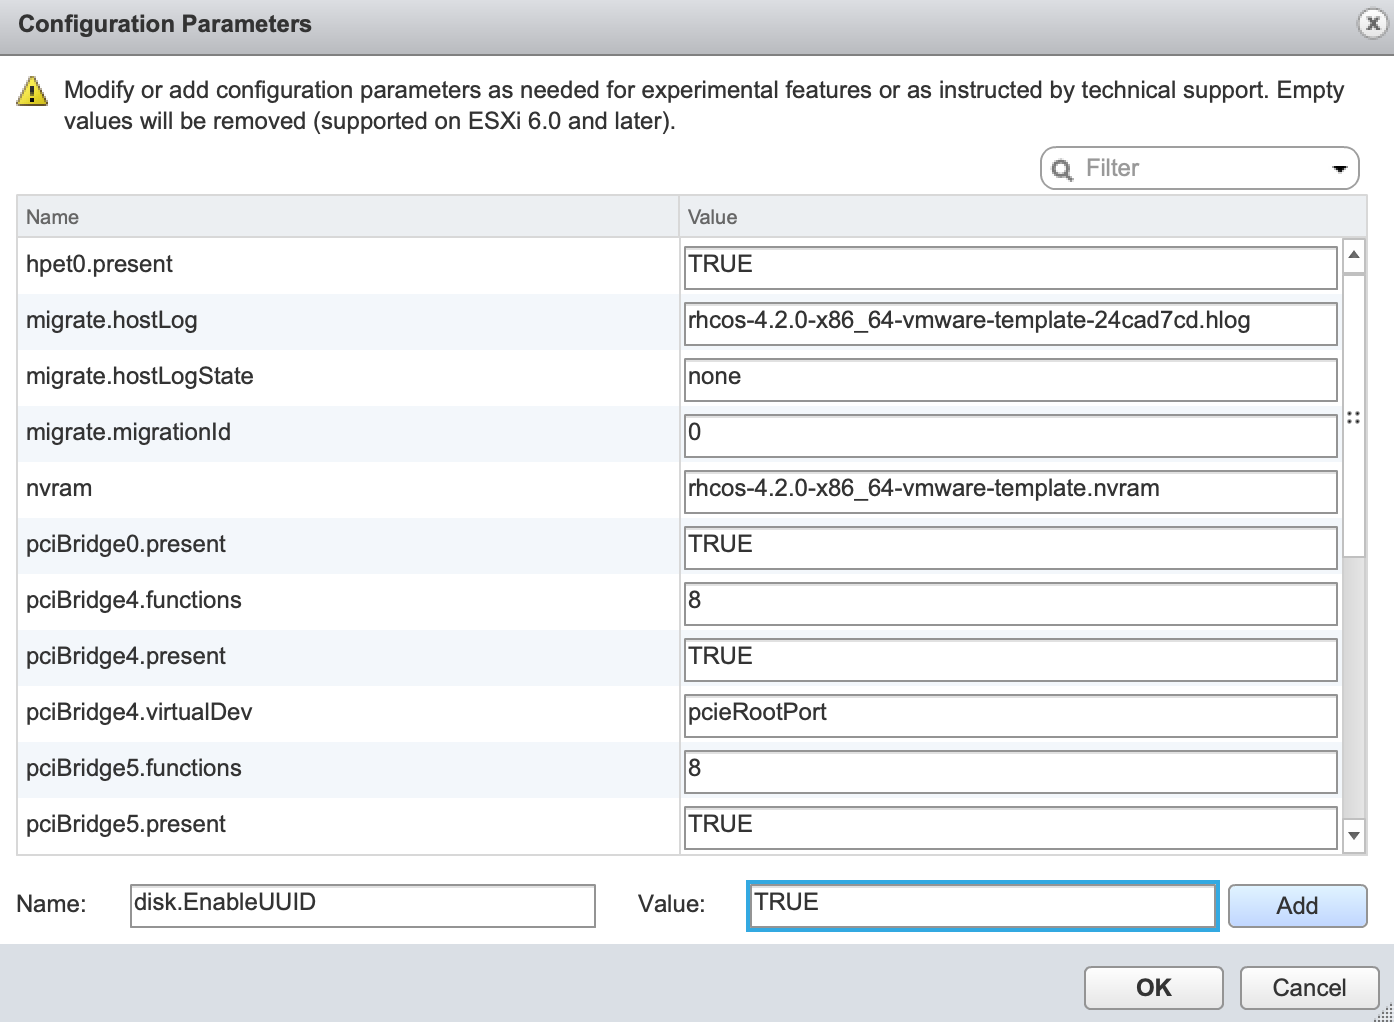 Configuration Parameters
Modify or add configuration parameters as needed for experimental features or as instructed by technical support. Empty
values will be removed (supported on ESXi 6.0 and later).
Filter
Name Value
hpet0.present TRUE
migrate.hostLog rhcos-4.2.0-x86_64-vmware-template-24cad7cd.hlog
migrate.hostLogState none
migrate.migrationId 0
nvram rhcos-4.2.0-x86_64-vmware-template.nvram
pciBridge0.present TRUE
pciBridge4.functions 8
pciBridge4.present TRUE
pciBridge4.virtualDev pcieRootPort
pciBridge5.functions 8
pciBridge5.present TRUE
Name: disk.EnableUUID Value: TRUE Add
OK Cancel